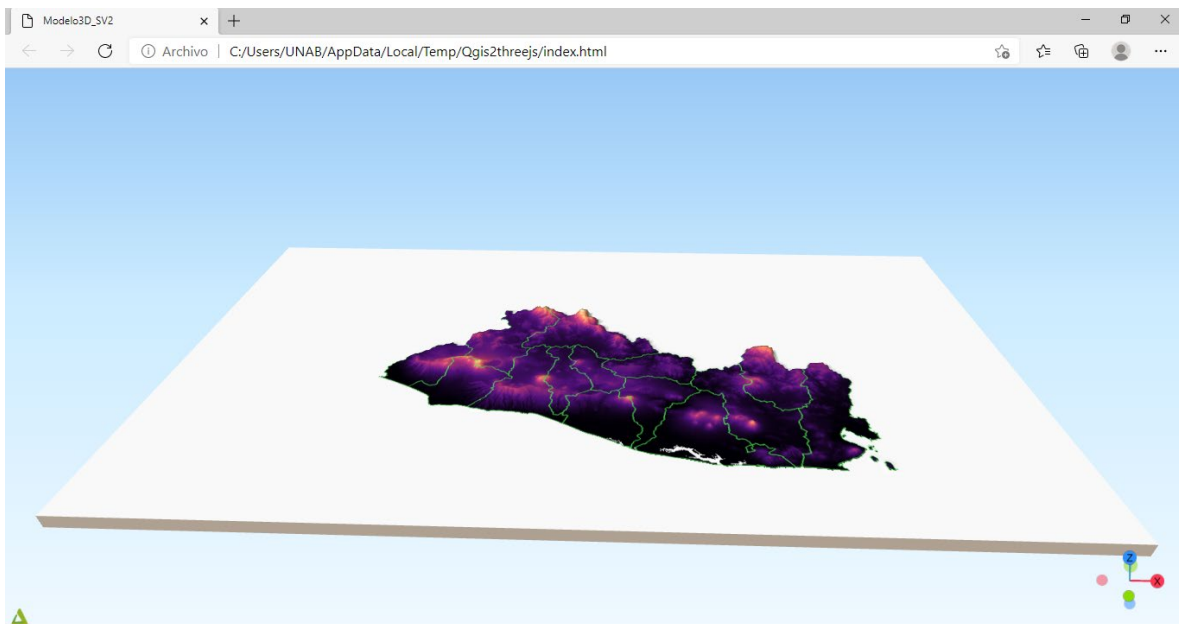 Modelo3D_SV2
Archivo C:/Users/UNAB/AppData/Local/Temp/Qgis2threejs/index.html
Z
X